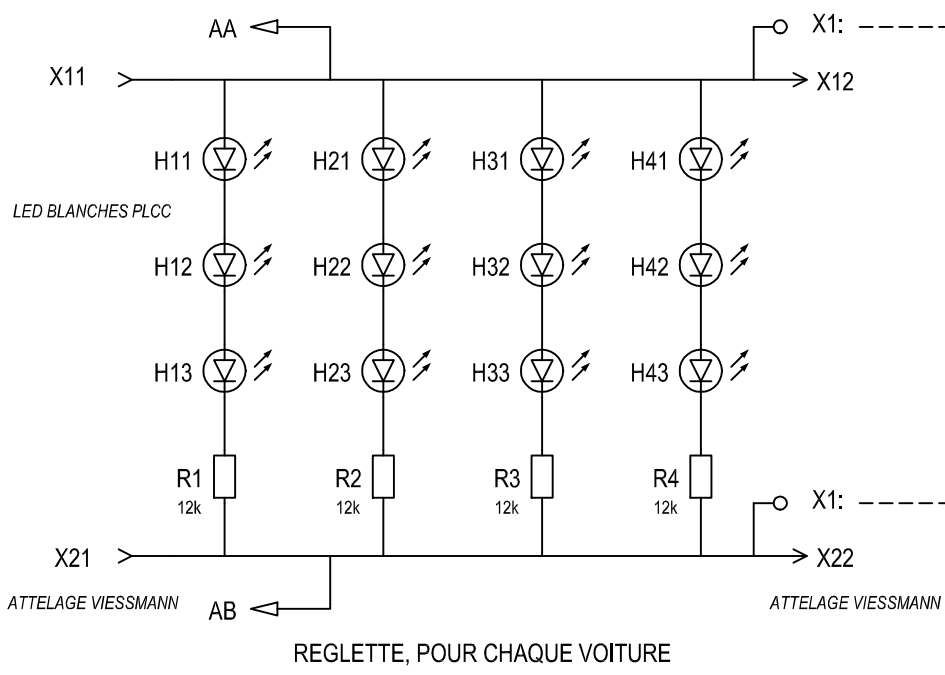 AA
X1:
X11
X12
H11 H21 H31 H41
LED BLANCHES PLCC
H12 H22 H32 H42
H13 H23 H33 H43
R1 R2 R3 R4
12k 12k 12k 12k
X1:
X21
X22
ATTELAGE VIESSMANN
ATTELAGE VIESSMANN
AB
REGLETTE, POUR CHAQUE VOITURE